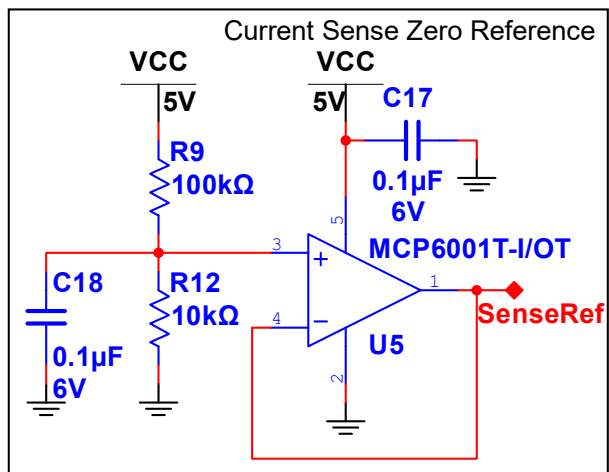 Current Sense Zero Reference
VCC
5V
VCC
5V
C17
0.1µF
6V
R9
100kΩ
5
MCP6001T-I/OT
3
+
1
SenseRef
C18
0.1µF
6V
R12
10kΩ
4
−
U5
2